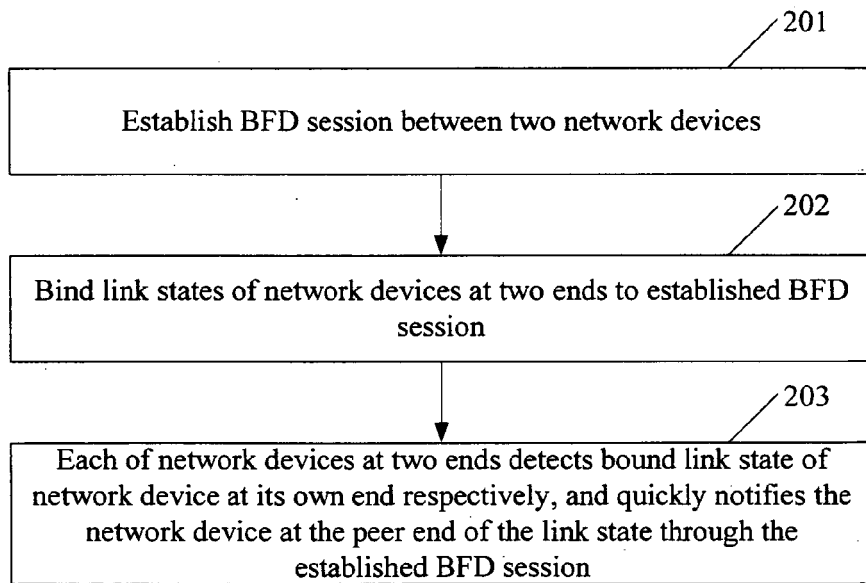 201
Establish BFD session between two network devices
202
Bind link states of network devices at two ends to established BFD
session
203
Each of network devices at two ends detects bound link state of
network device at its own end respectively, and quickly notifies the
network device at the peer end of the link state through the
established BFD session